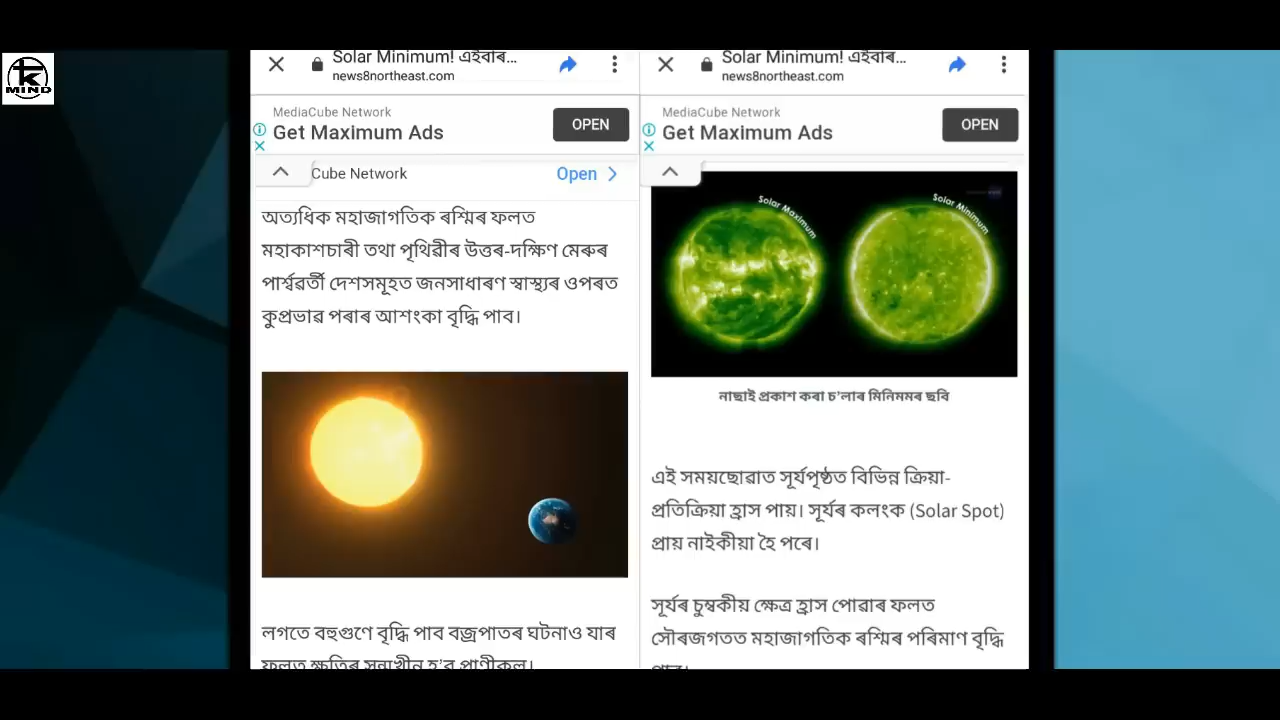 K
MIND
Solar Minimum! এইবাৰ...
news8northeast.com
MediaCube Network
Get Maximum Ads
OPEN
Cube Network
Open
অত্যধিক মহাজাগতিক ৰশ্মিৰ ফলত
মহাকাশচাৰী তথা পৃথিৱীৰ উত্তৰ-দক্ষিণ মেৰুৰ
পাৰ্শ্বৱৰ্তী দেশসমূহত জনসাধাৰণ স্বাস্থ্যৰ ওপৰত
কুপ্ৰভাৱ পৰাৰ আশংকা বৃদ্ধি পাব।
লগতে বহুগুণে বৃদ্ধি পাব বজ্ৰপাতৰ ঘটনাও যাৰ
ফলত ক্ষতিৰ সন্মুখীন হ'ব প্ৰাণীকূল।
Solar Minimum! এইবাৰ...
news8northeast.com
MediaCube Network
Get Maximum Ads
OPEN
Solar Maximum
Solar Minimum
নাছাই প্ৰকাশ কৰা চ'লাৰ মিনিমমৰ ছবি
এই সময়ছোৱাত সূৰ্যপৃষ্ঠত বিভিন্ন ক্ৰিয়া-
প্ৰতিক্ৰিয়া হ্ৰাস পায়। সূৰ্যৰ কলংক (Solar Spot)
প্ৰায় নাইকীয়া হৈ পৰে।
সূৰ্যৰ চুম্বকীয় ক্ষেত্ৰ হ্ৰাস পোৱাৰ ফলত
সৌৰজগতত মহাজাগতিক ৰশ্মিৰ পৰিমাণ বৃদ্ধি
পাব।